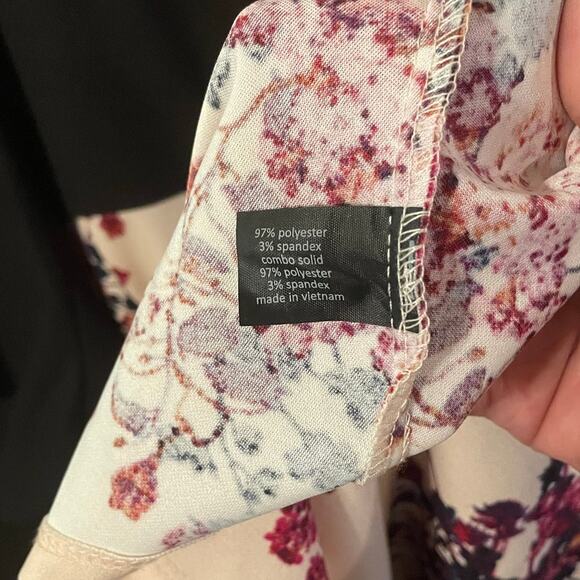 97% polyester
3% spandex
combo solid
97% polyester
3% spandex
made in vietnam